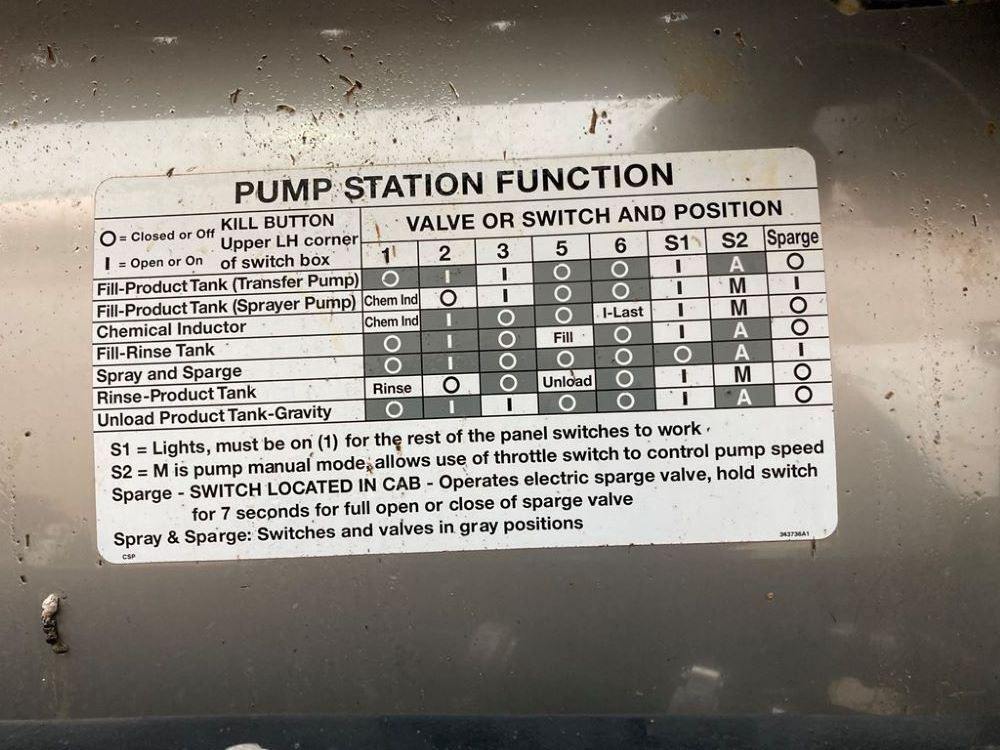 PUMP STATION FUNCTION
O = Closed or Off KILL BUTTON VALVE OR SWITCH AND POSITION
I = Open or On Upper LH corner of switch box 1 2 3 5 6 S1 S2 Sparge
Fill-Product Tank (Transfer Pump) O I I O O I A O
Fill-Product Tank (Sprayer Pump) Chem Ind O I O O I M I
Chemical Inductor Chem Ind I O O I-Last I M O
Fill-Rinse Tank O I O Fill O I A O
Spray and Sparge O I O O O O A I
Rinse-Product Tank Rinse O O Unload O I M O
Unload Product Tank-Gravity O I I O O I A O
S1 = Lights, must be on (1) for the rest of the panel switches to work
S2 = M is pump manual mode, allows use of throttle switch to control pump speed
Sparge - SWITCH LOCATED IN CAB - Operates electric sparge valve, hold switch
for 7 seconds for full open or close of sparge valve
Spray & Sparge: Switches and valves in gray positions
CSP 363736A1